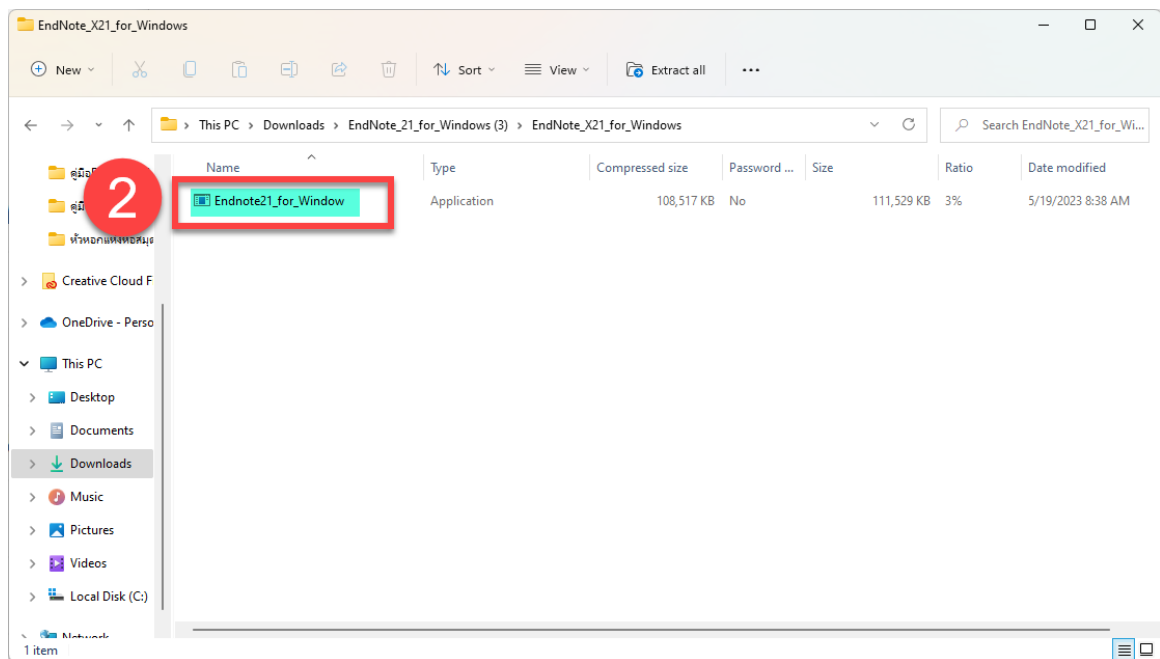 EndNote_X21_for_Windows
New
Sort
View
Extract all
This PC > Downloads > EndNote_21_for_Windows (3) > EndNote_X21_for_Windows
Search EndNote_X21_for_Wi...
Name Type Compressed size Password ... Size Ratio Date modified
2
Endnote21_for_Window Application 108,517 KB No 111,529 KB 3% 5/19/2023 8:38 AM
Creative Cloud F
OneDrive - Perso
This PC
Desktop
Documents
Downloads
Music
Pictures
Videos
Local Disk (C:)
Network
1 item